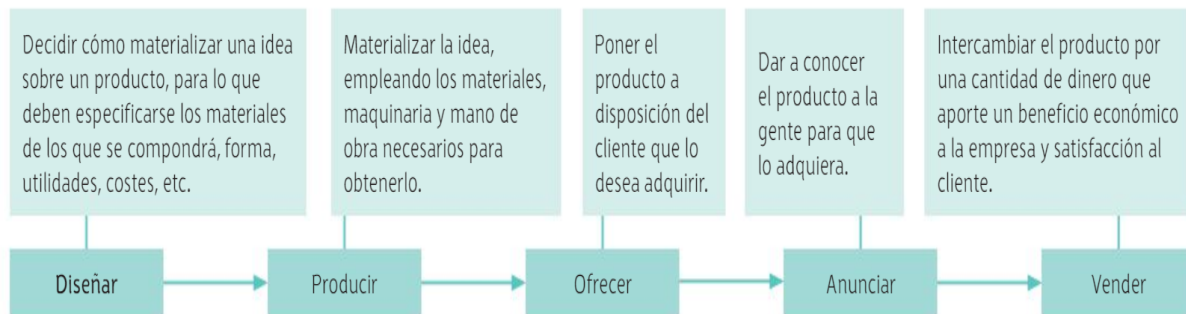 Decidir cómo materializar una idea
sobre un producto, para lo que
deben especificarse los materiales
de los que se compondrá, forma,
utilidades, costes, etc.
Materializar la idea,
empleando los materiales,
maquinaria y mano de
obra necesarios para
obtenerlo.
Poner el
producto a
disposición del
cliente que lo
desea adquirir.
Dar a conocer
el producto a la
gente para que
lo adquiera.
Intercambiar el producto por
una cantidad de dinero que
aporte un beneficio económico
a la empresa y satisfacción al
cliente.
Diseñar
Producir
Ofrecer
Anunciar
Vender